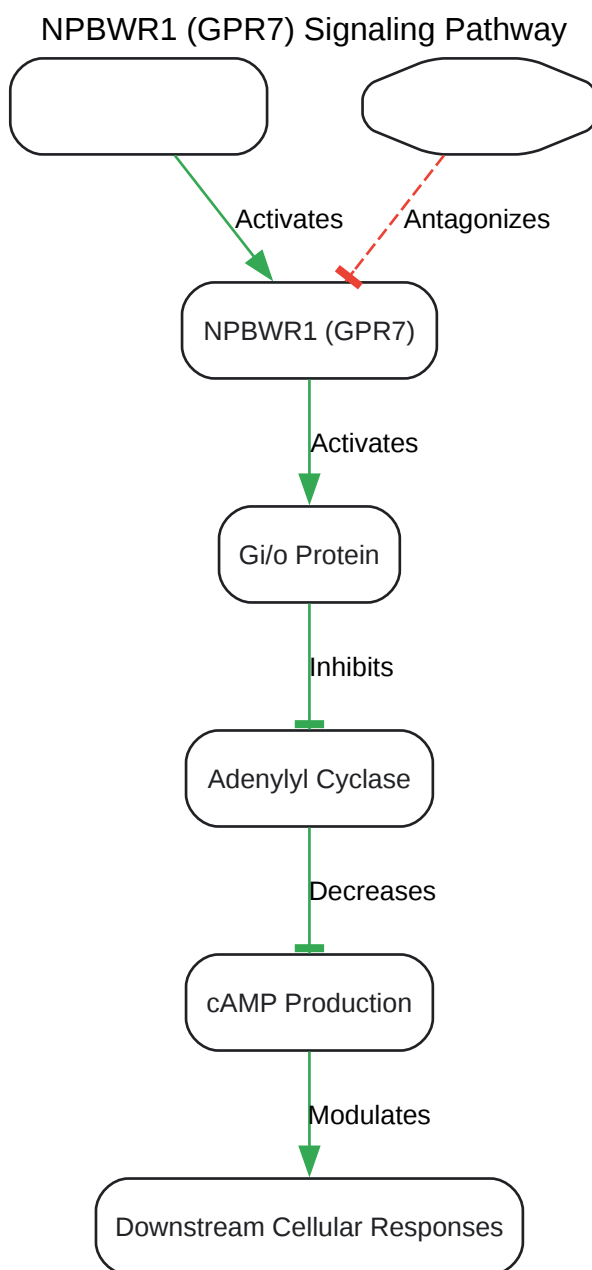 NPBWR1 (GPR7) Signaling Pathway
Activates
Antagonizes
NPBWR1 (GPR7)
Activates
Gi/o Protein
Inhibits
Adenylyl Cyclase
Decreases
cAMP Production
Modulates
Downstream Cellular Responses